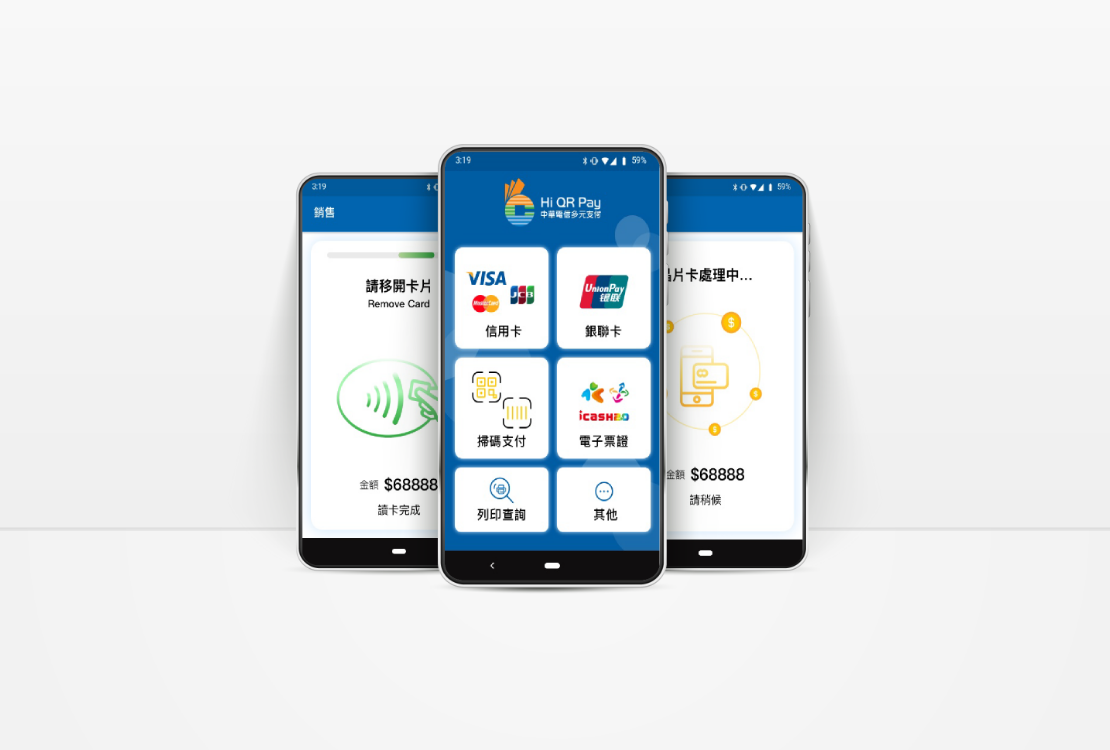 3:19
銷售
請移開卡片
Remove Card
金額 $68888
讀卡完成
3:19
59%
Hi QR Pay
中華電信多元支付
VISA
MasterCard
JCB
信用卡
UnionPay
银联
銀聯卡
掃碼支付
icash2.0
電子票證
列印查詢
其他
59%
晶片卡處理中...
金額 $68888
請稍候